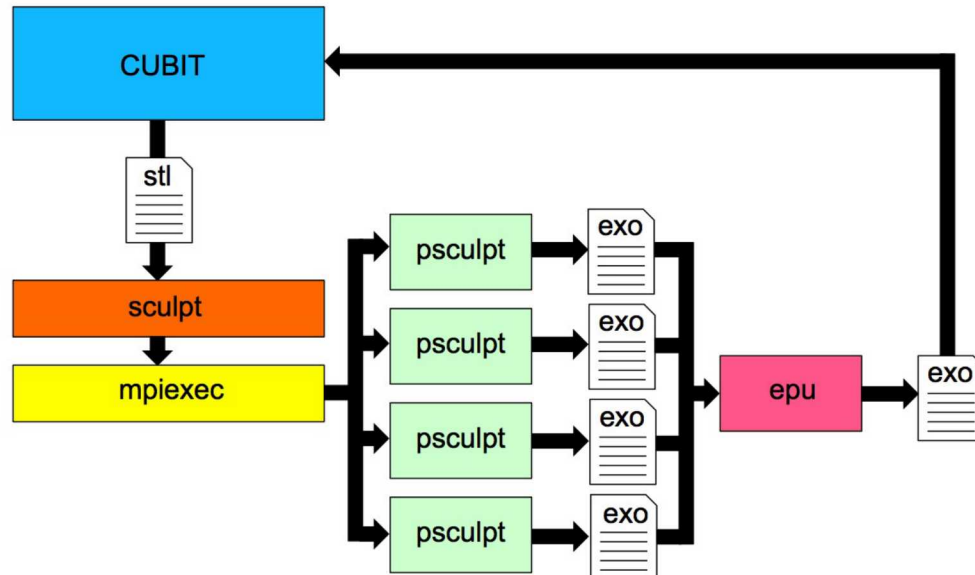 CUBIT
stl
sculpt
mpiexec
psculpt
exo
psculpt
exo
psculpt
exo
psculpt
exo
epu
exo